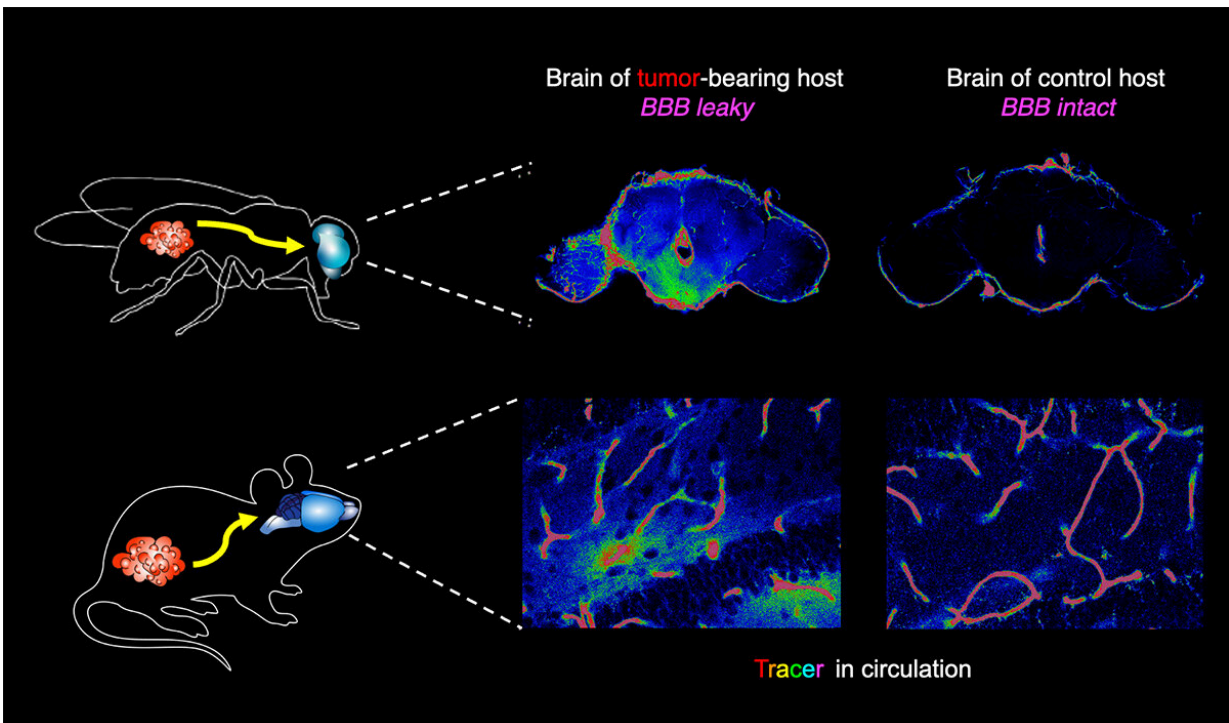 Brain of tumor-bearing host
BBB leaky
Brain of control host
BBB intact
Tracer in circulation